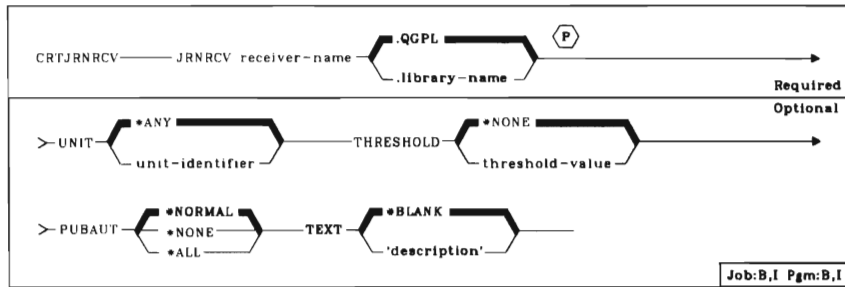 .QGPL P
CRTJRNRCV JRNRCV receiver-name
.library-name
Required
Optional
*ANY *NONE
UNIT THRESHOLD
unit-identifier threshold-value
*NORMAL *BLANK
PUBAUT *NONE TEXT
*ALL 'description'
Job:B,I Pgm:B,I